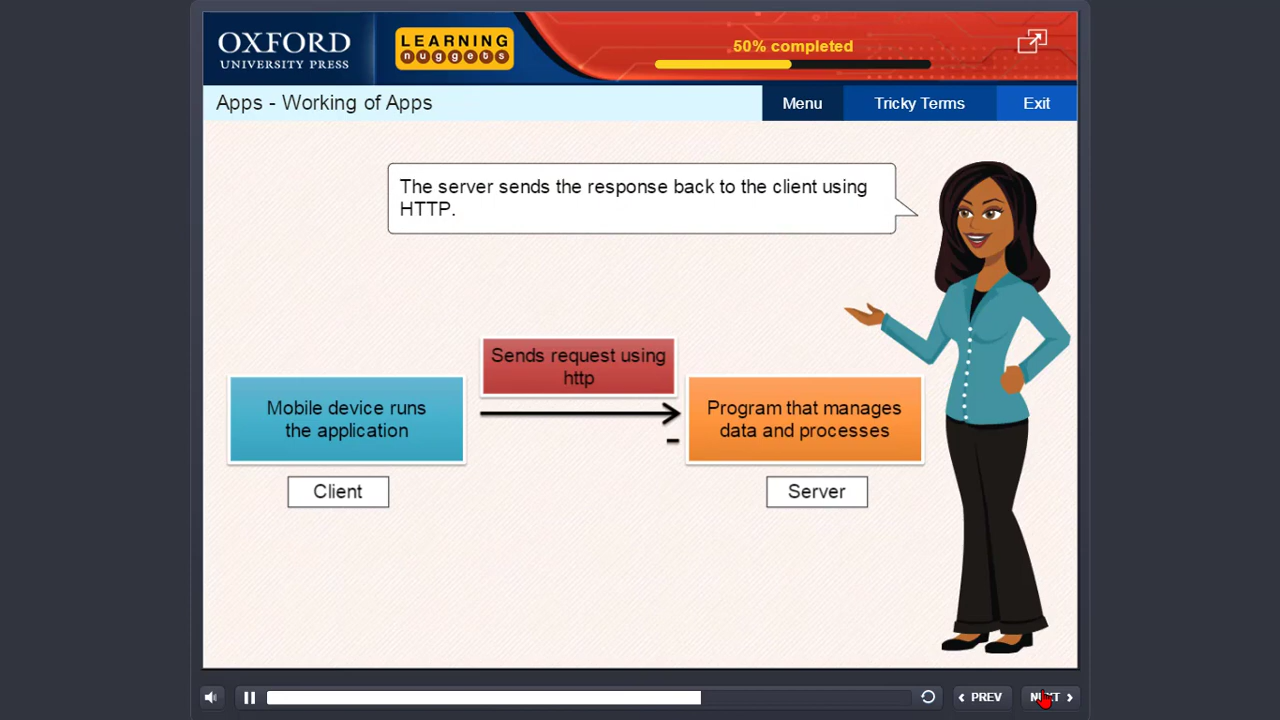 OXFORD
UNIVERSITY PRESS
LEARNING
nuggets
50% completed
Apps - Working of Apps
Menu
Tricky Terms
Exit
The server sends the response back to the client using
HTTP.
Sends request using
http
Mobile device runs
the application
Program that manages
data and processes
Client
Server
PREV
NEXT